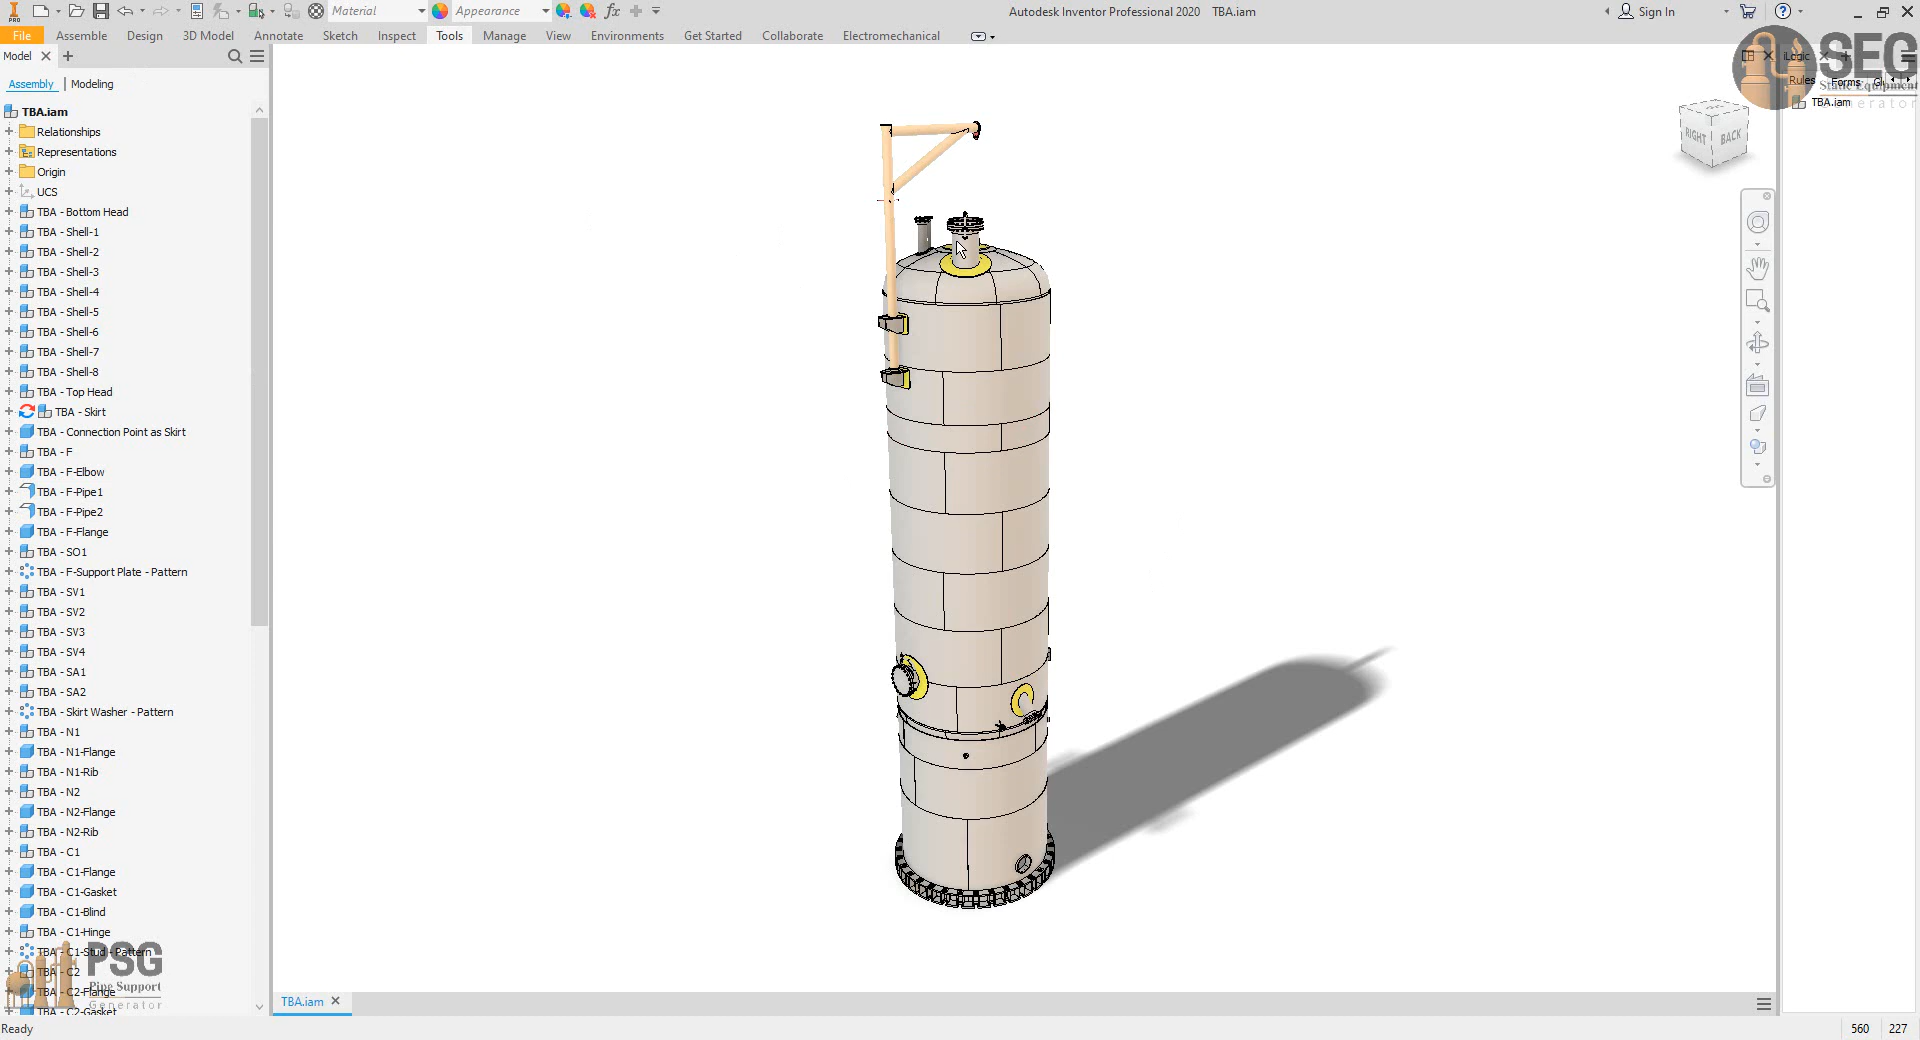 Material
Appearance
Autodesk Inventor Professional 2020 TBA.iam
Sign In
File Assemble Design 3D Model Annotate Sketch Inspect Tools Manage View Environments Get Started Collaborate Electromechanical
Model
Assembly Modeling
TBA.iam
Relationships
Representations
Origin
UCS
TBA - Bottom Head
TBA - Shell-1
TBA - Shell-2
TBA - Shell-3
TBA - Shell-4
TBA - Shell-5
TBA - Shell-6
TBA - Shell-7
TBA - Shell-8
TBA - Top Head
TBA - Skirt
TBA - Connection Point as Skirt
TBA - F
TBA - F-Elbow
TBA - F-Pipe1
TBA - F-Pipe2
TBA - F-Flange
TBA - SO1
TBA - F-Support Plate - Pattern
TBA - SV1
TBA - SV2
TBA - SV3
TBA - SV4
TBA - SA1
TBA - SA2
TBA - Skirt Washer - Pattern
TBA - N1
TBA - N1-Flange
TBA - N1-Rib
TBA - N2
TBA - N2-Flange
TBA - N2-Rib
TBA - C1
TBA - C1-Flange
TBA - C1-Gasket
TBA - C1-Blind
TBA - C1-Hinge
TBA - C1-Stud - Pattern
TBA - C2
TBA - C2-Flange
TBA - C2-Gasket
PSG
Pipe Support
Generator
RIGHT BACK
iLogic
Rules Forms
TBA.iam
SEG
Static Equipment
Generator
TBA.iam
Ready
560 227